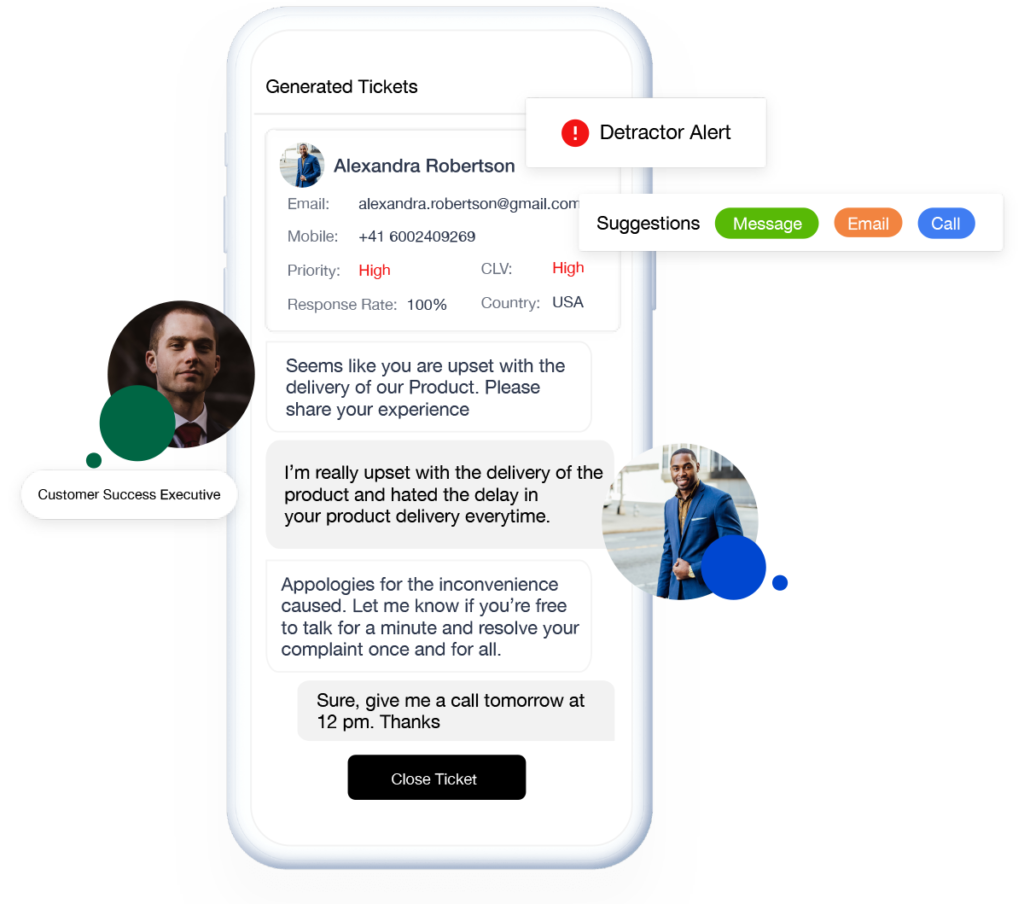 Generated Tickets
! Detractor Alert
Alexandra Robertson
Email: alexandra.robertson@gmail.com
Suggestions Message Email Call
Mobile: +41 6002409269
Priority: High CLV: High
Response Rate: 100% Country: USA
Seems like you are upset with the
delivery of our Product. Please
share your experience
Customer Success Executive
I’m really upset with the delivery of the
product and hated the delay in
your product delivery everytime.
Appologies for the inconvenience
caused. Let me know if you’re free
to talk for a minute and resolve your
complaint once and for all.
Sure, give me a call tomorrow at
12 pm. Thanks
Close Ticket